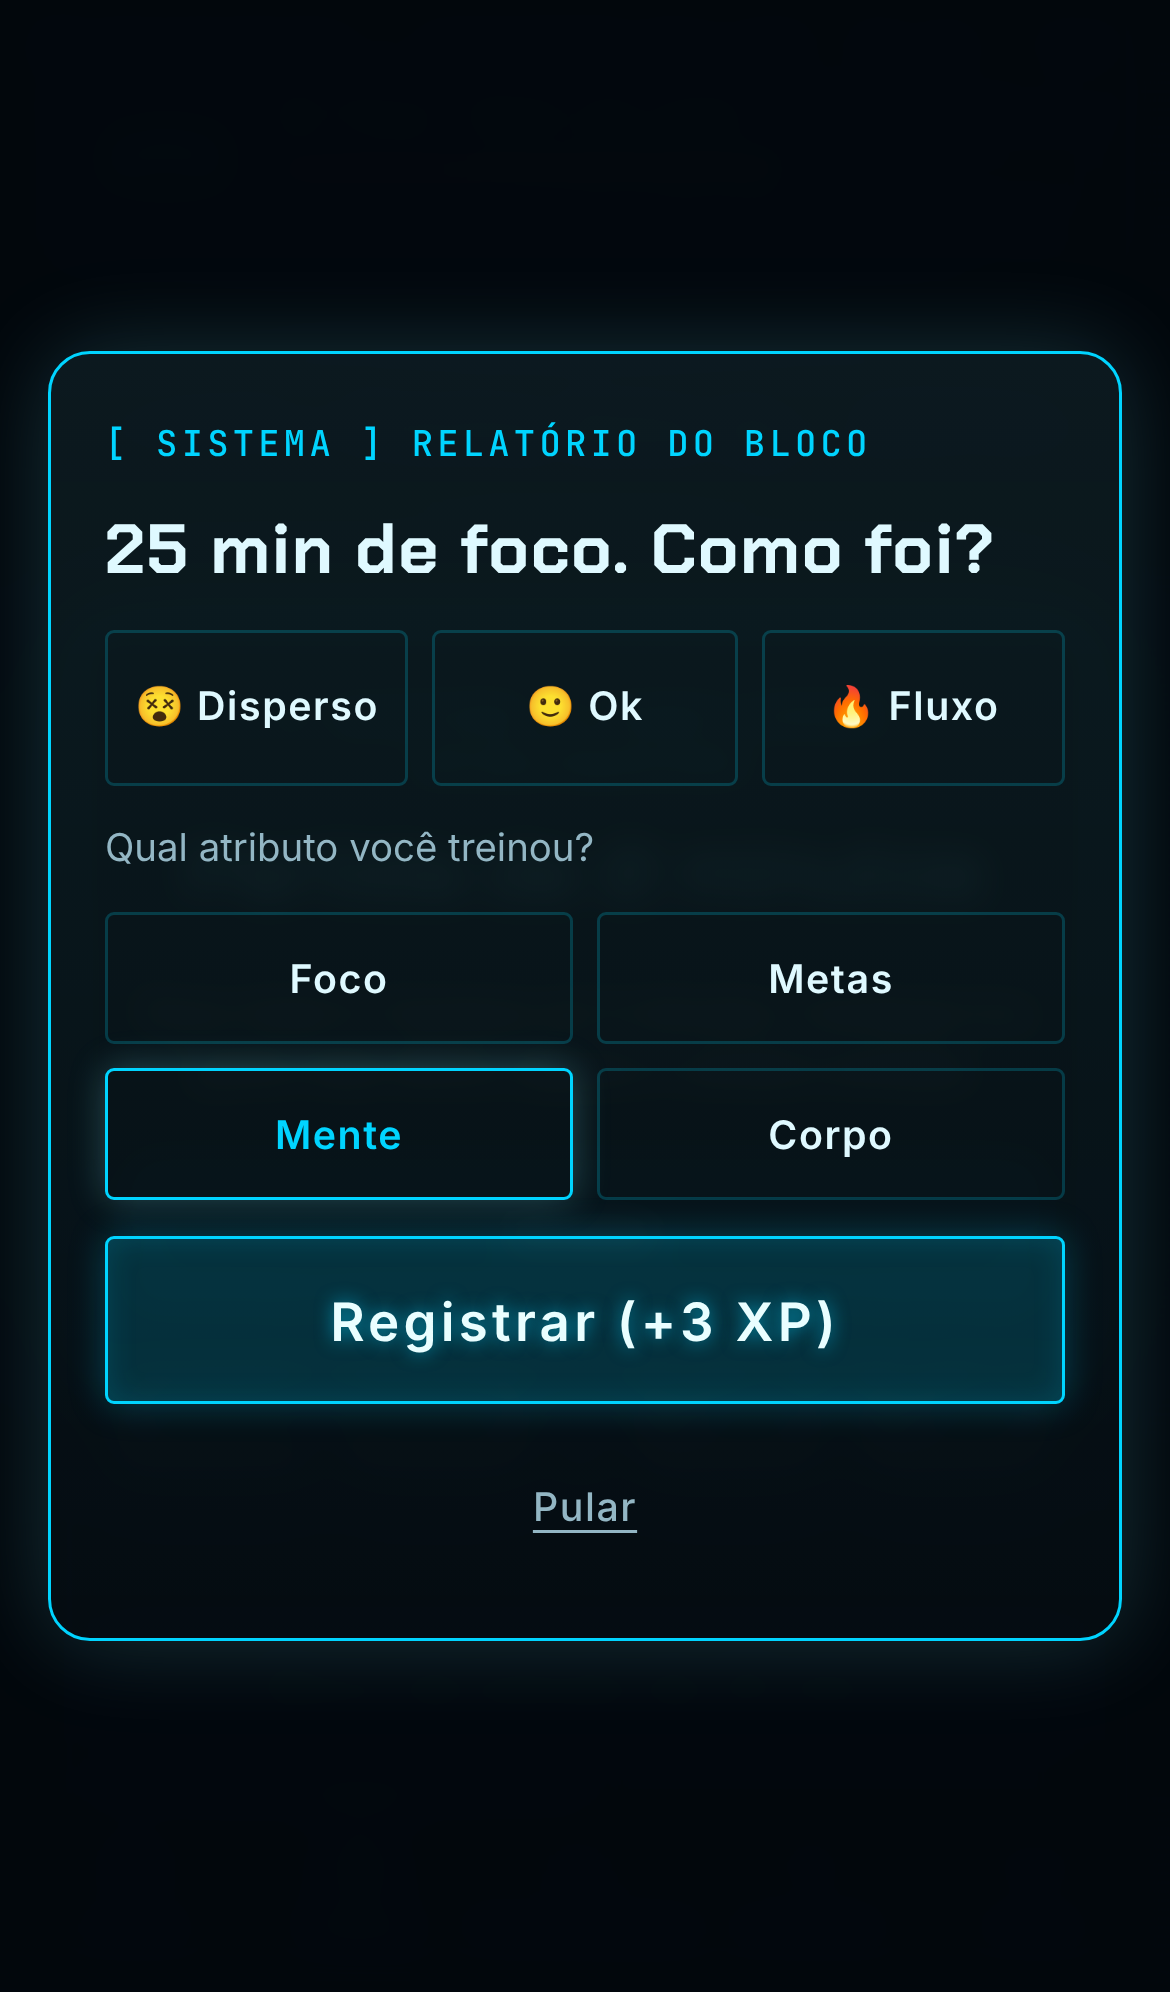 [ SISTEMA ] RELATÓRIO DO BLOCO
25 min de foco. Como foi?
😵 Disperso
🙂 Ok
🔥 Fluxo
Qual atributo você treinou?
Foco
Metas
Mente
Corpo
Registrar (+3 XP)
Pular